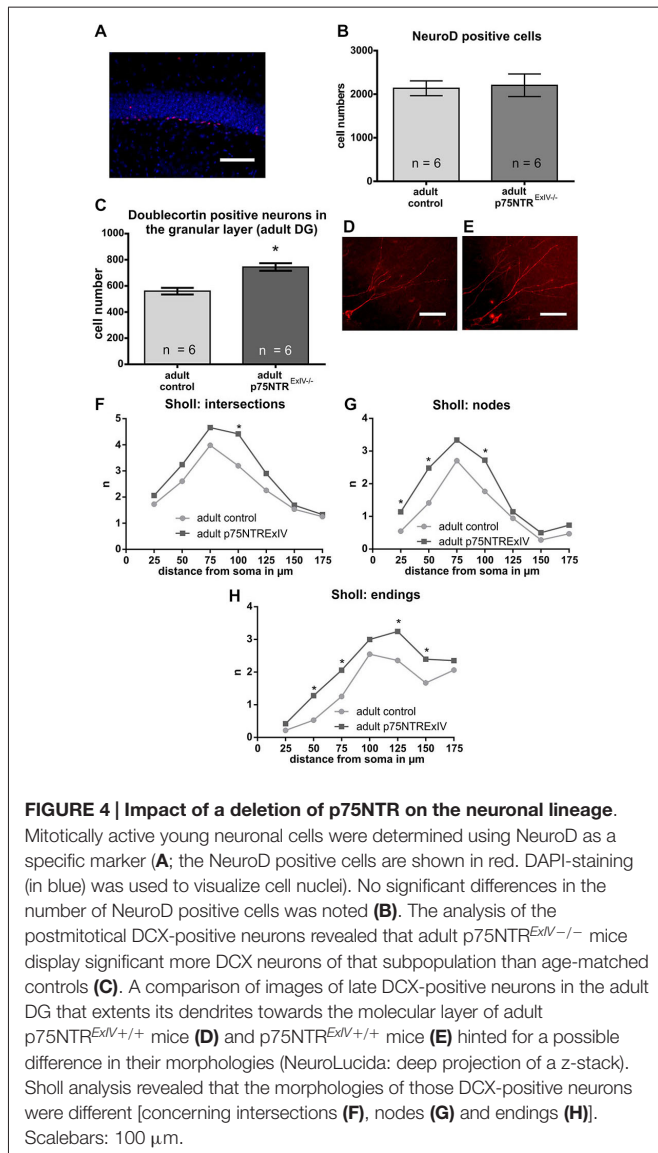 A
B
NeuroD positive cells
3000
2000
1000
0
cell numbers
n = 6
n = 6
adult control
adult p75NTR ExIV-/-
C
Doublecortin positive neurons in
the granular layer (adult DG)
1000
800
600
400
200
0
cell number
*
n = 6
n = 6
adult control
adult p75NTR ExIV-/-
D
E
F
Sholl: intersections
5
4
3
2
1
0
n
*
adult control
adult p75NTRExIV
0 25 50 75 100 125 150 175
distance from soma in µm
G
Sholl: nodes
4
3
2
1
0
n
* * *
adult control
adult p75NTRExIV
0 25 50 75 100 125 150 175
distance from soma in µm
H
Sholl: endings
4
3
2
1
0
n
* * * *
adult control
adult p75NTRExIV
0 25 50 75 100 125 150 175
distance from soma in µm
FIGURE 4 | Impact of a deletion of p75NTR on the neuronal lineage.
Mitotically active young neuronal cells were determined using NeuroD as a
specific marker (A; the NeuroD positive cells are shown in red. DAPI-staining
(in blue) was used to visualize cell nuclei). No significant differences in the
number of NeuroD positive cells was noted (B). The analysis of the
postmitotical DCX-positive neurons revealed that adult p75NTRExIV−/− mice
display significant more DCX neurons of that subpopulation than age-matched
controls (C). A comparison of images of late DCX-positive neurons in the adult
DG that extents its dendrites towards the molecular layer of adult
p75NTRExIV+/+ mice (D) and p75NTRExIV+/+ mice (E) hinted for a possible
difference in their morphologies (NeuroLucida: deep projection of a z-stack).
Sholl analysis revealed that the morphologies of those DCX-positive neurons
were different [concerning intersections (F), nodes (G) and endings (H)].
Scalebars: 100 µm.